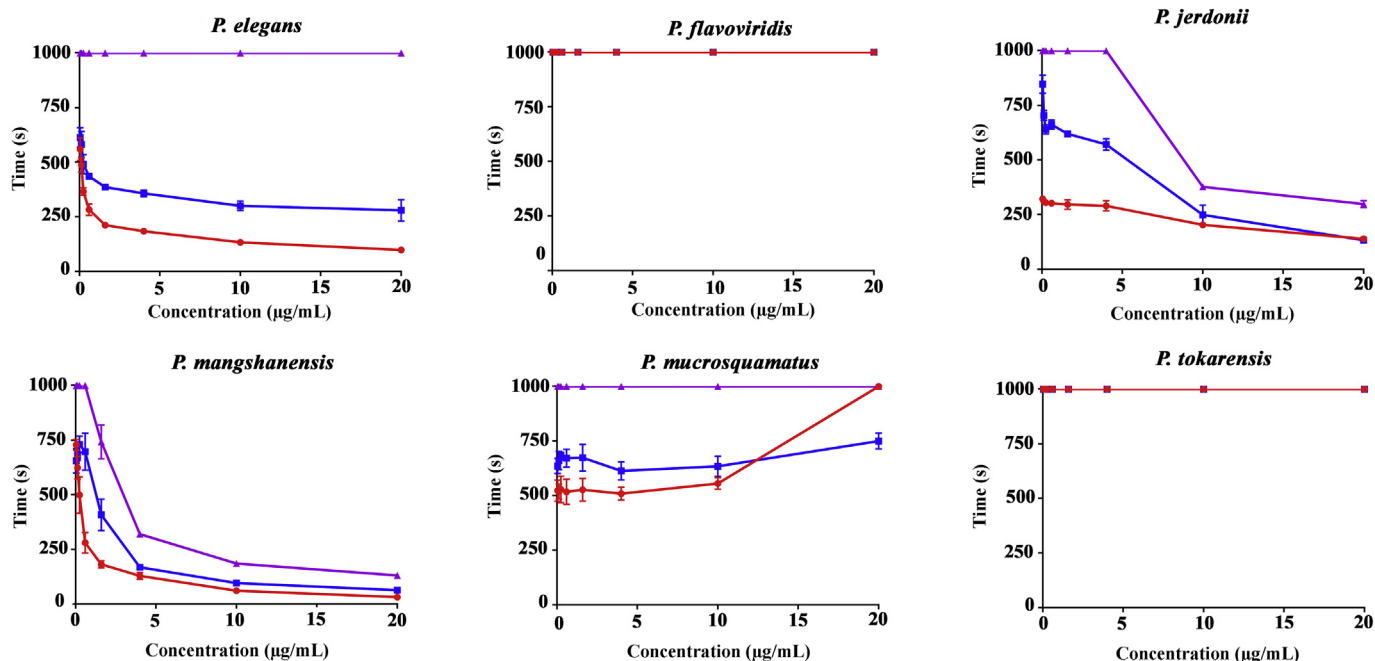 P. elegans
1000
750
500
250
0
Time (s)
0 5 10 15 20
Concentration (μg/mL)
P. flavoviridis
1000
750
500
250
0
Time (s)
0 5 10 15 20
Concentration (μg/mL)
P. jerdonii
1000
750
500
250
0
Time (s)
0 5 10 15 20
Concentration (μg/mL)
P. mangshanensis
1000
750
500
250
0
Time (s)
0 5 10 15 20
Concentration (μg/mL)
P. mucrosquamatus
1000
750
500
250
0
Time (s)
0 5 10 15 20
Concentration (μg/mL)
P. tokarensis
1000
750
500
250
0
Time (s)
0 5 10 15 20
Concentration (μg/mL)